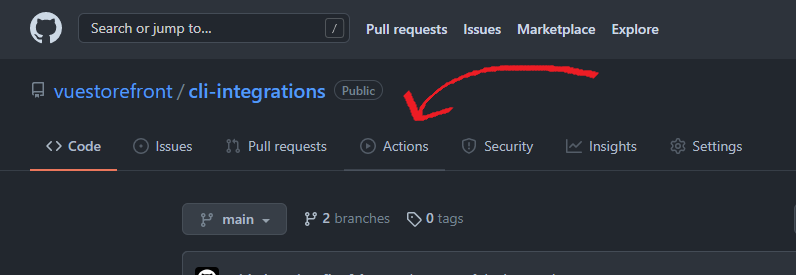 Search or jump to... / Pull requests Issues Marketplace Explore
vuestorefront / cli-integrations Public
Code Issues Pull requests Actions Security Insights Settings
main 2 branches 0 tags